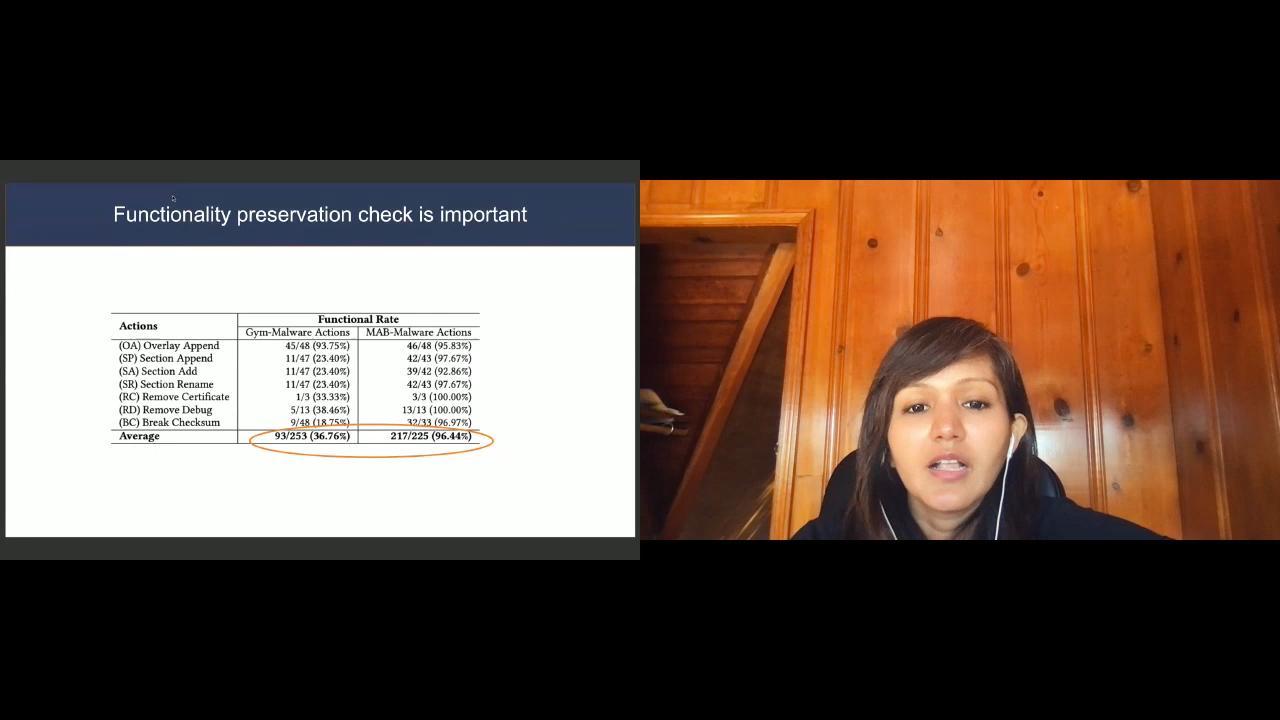 Functionality preservation check is important
Actions Functional Rate
Gym-Malware Actions MAB-Malware Actions
(OA) Overlay Append 45/48 (93.75%) 46/48 (95.83%)
(SP) Section Append 11/47 (23.40%) 42/43 (97.67%)
(SA) Section Add 11/47 (23.40%) 39/42 (92.86%)
(SR) Section Rename 11/47 (23.40%) 42/43 (97.67%)
(RC) Remove Certificate 1/3 (33.33%) 3/3 (100.00%)
(RD) Remove Debug 5/13 (38.46%) 13/13 (100.00%)
(BC) Break Checksum 9/48 (18.75%) 32/33 (96.97%)
Average 93/253 (36.76%) 217/225 (96.44%)